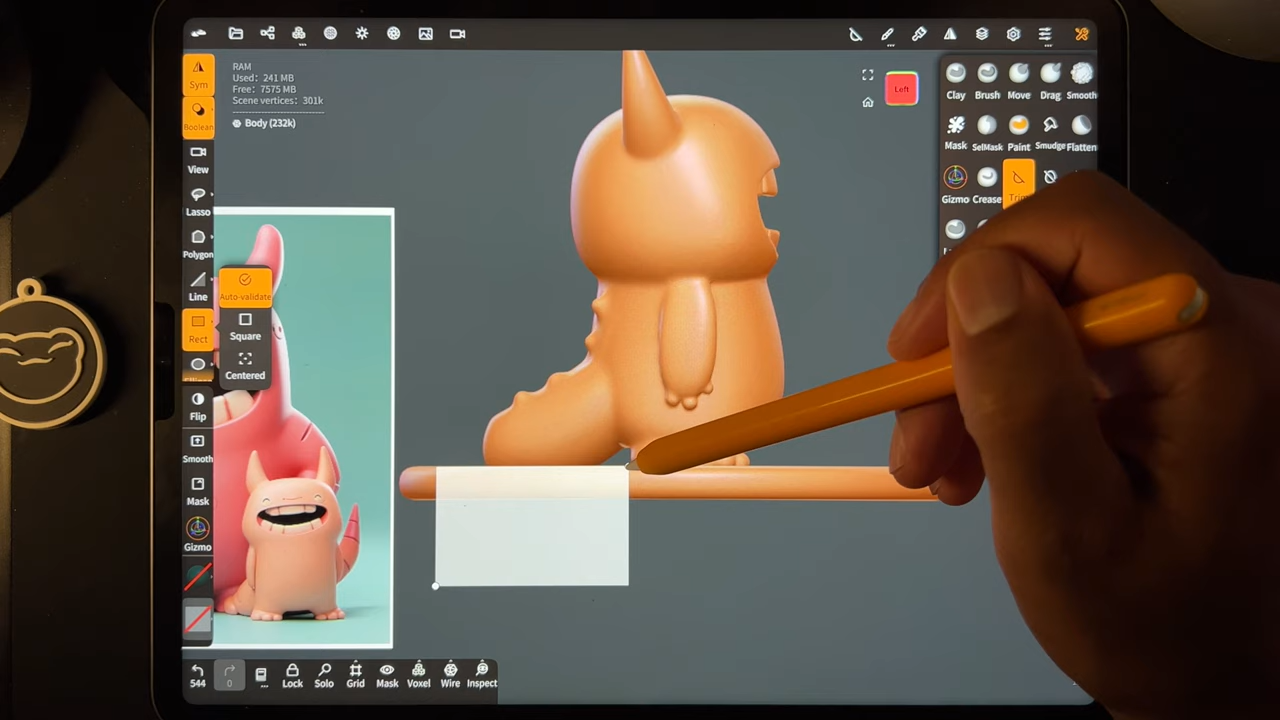 RAM
Used: 241 MB
Free: 7575 MB
Scene vertices: 301k
Body (232k)
Left
Sym
Boolean
View
Lasso
Polygon
Line
Rect
Auto-validate
Square
Centered
Flip
Smooth
Mask
Gizmo
Clay Brush Move Drag Smooth
Mask SelMask Paint Smudge Flatten
Gizmo Crease
544 0 Lock Solo Grid Mask Voxel Wire Inspect